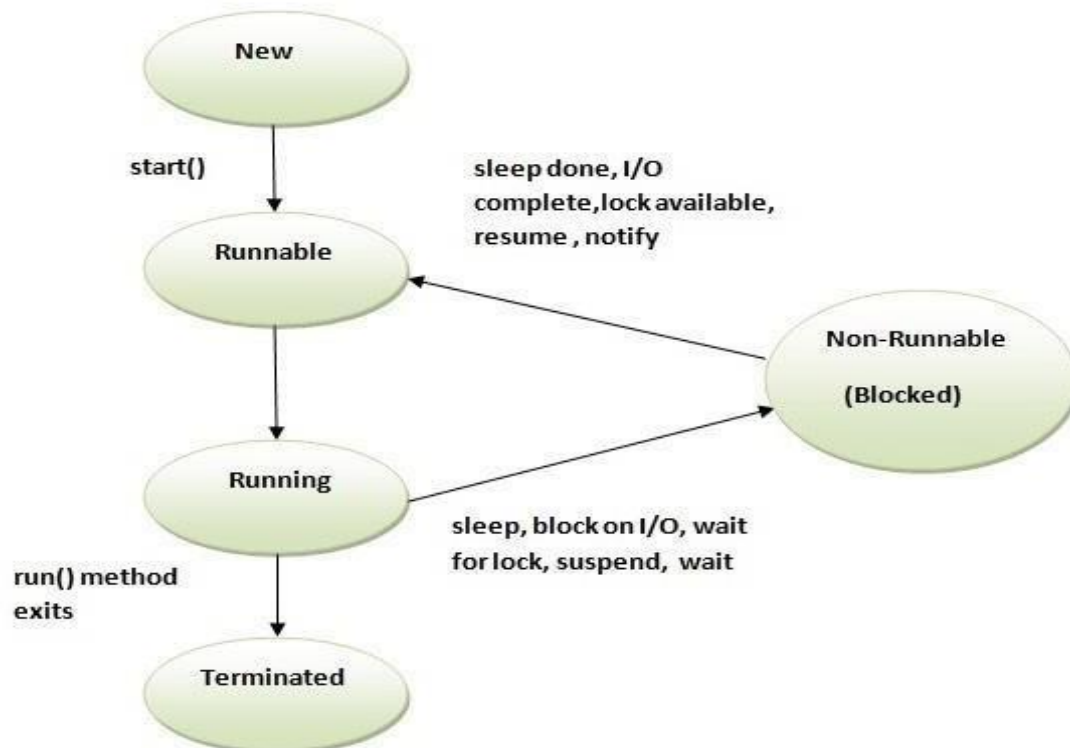 New
start()
sleep done, I/O
complete,lock available,
resume , notify
Runnable
Non-Runnable
(Blocked)
Running
sleep, block on I/O, wait
for lock, suspend, wait
run() method
exits
Terminated